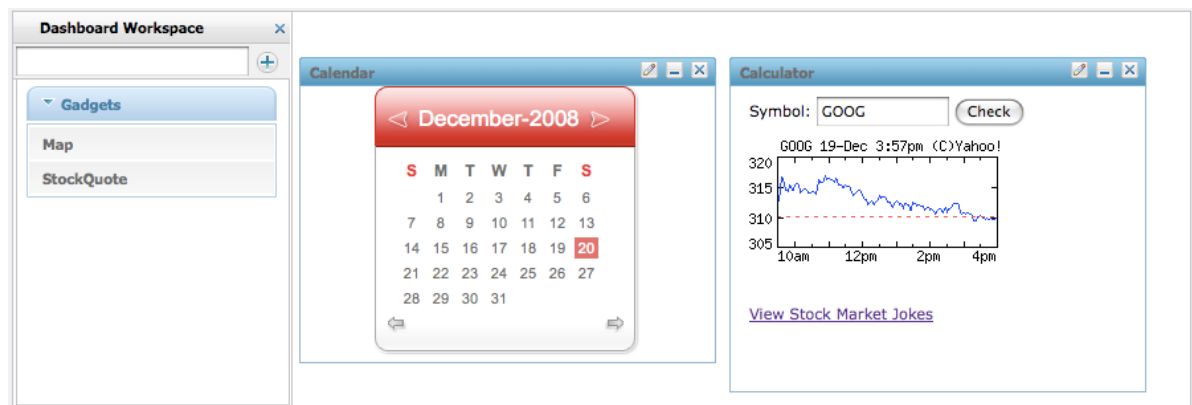 Dashboard Workspace
Gadgets
Map
StockQuote
Calendar
December-2008
S M T W T F S
1 2 3 4 5 6
7 8 9 10 11 12 13
14 15 16 17 18 19 20
21 22 23 24 25 26 27
28 29 30 31
Calculator
Symbol: GOOG Check
GOOG 19-Dec 3:57pm (C)Yahoo!
320
315
310
305
10am 12pm 2pm 4pm
View Stock Market Jokes